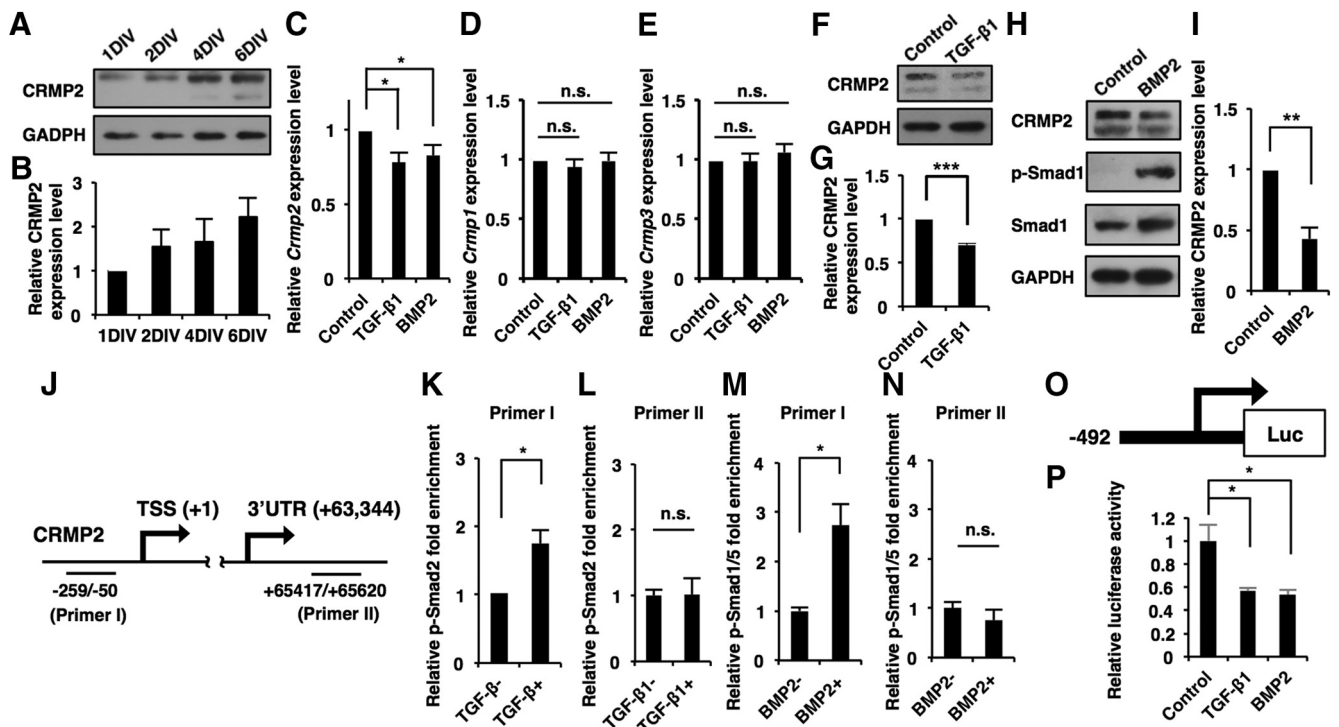 A
1DIV 2DIV 4DIV 6DIV
CRMP2
GADPH
B
Relative CRMP2
expression level
3
2
1
0
1DIV 2DIV 4DIV 6DIV
C
Relative Crmp2 expression level
*
*
1
0.5
0
Control
TGF-β1
BMP2
D
Relative Crmp1 expression level
n.s.
n.s.
1.5
1
0.5
0
Control
TGF-β1
BMP2
E
Relative Crmp3 expression level
n.s.
n.s.
1.5
1
0.5
0
Control
TGF-β1
BMP2
F
Control TGF-β1
CRMP2
GAPDH
G
Relative CRMP2
expression level
***
1.5
1
0.5
0
Control
TGF-β1
H
Control BMP2
CRMP2
p-Smad1
Smad1
GAPDH
I
Relative CRMP2 expression level
**
1.5
1
0.5
0
Control
BMP2
J
TSS (+1) 3'UTR (+63,344)
CRMP2
-259/-50 +65417/+65620
(Primer I) (Primer II)
K
Primer I
Relative p-Smad2 fold enrichment
*
3
2
1
0
TGF-β-
TGF-β+
L
Primer II
Relative p-Smad2 fold enrichment
n.s.
3
2
1
0
TGF-β1-
TGF-β1+
M
Primer I
Relative p-Smad1/5 fold enrichment
*
4
3
2
1
0
BMP2-
BMP2+
N
Primer II
Relative p-Smad1/5 fold enrichment
n.s.
4
3
2
1
0
BMP2-
BMP2+
O
-492
Luc
P
Relative luciferase activity
*
*
1.2
1
0.8
0.6
0.4
0.2
0
Control
TGF-β1
BMP2